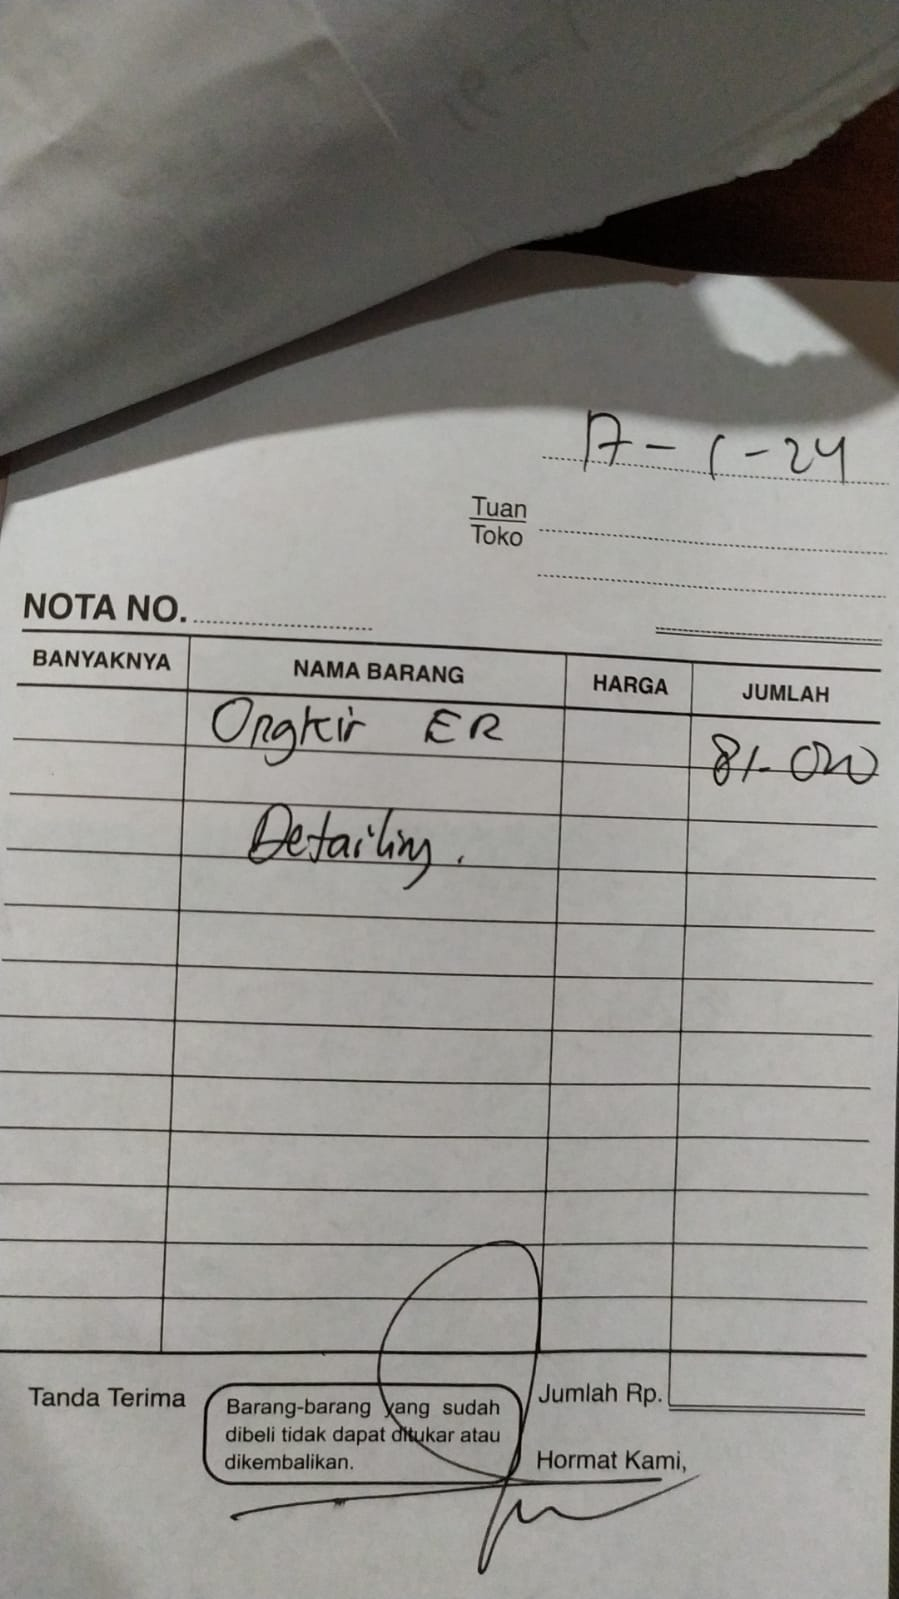 17-1-24
Tuan
Toko
NOTA NO.
BANYAKNYA NAMA BARANG HARGA JUMLAH
Ongkir ER 81.000
Detailing.
Tanda Terima
Barang-barang yang sudah
dibeli tidak dapat ditukar atau
dikembalikan.
Jumlah Rp.
Hormat Kami,